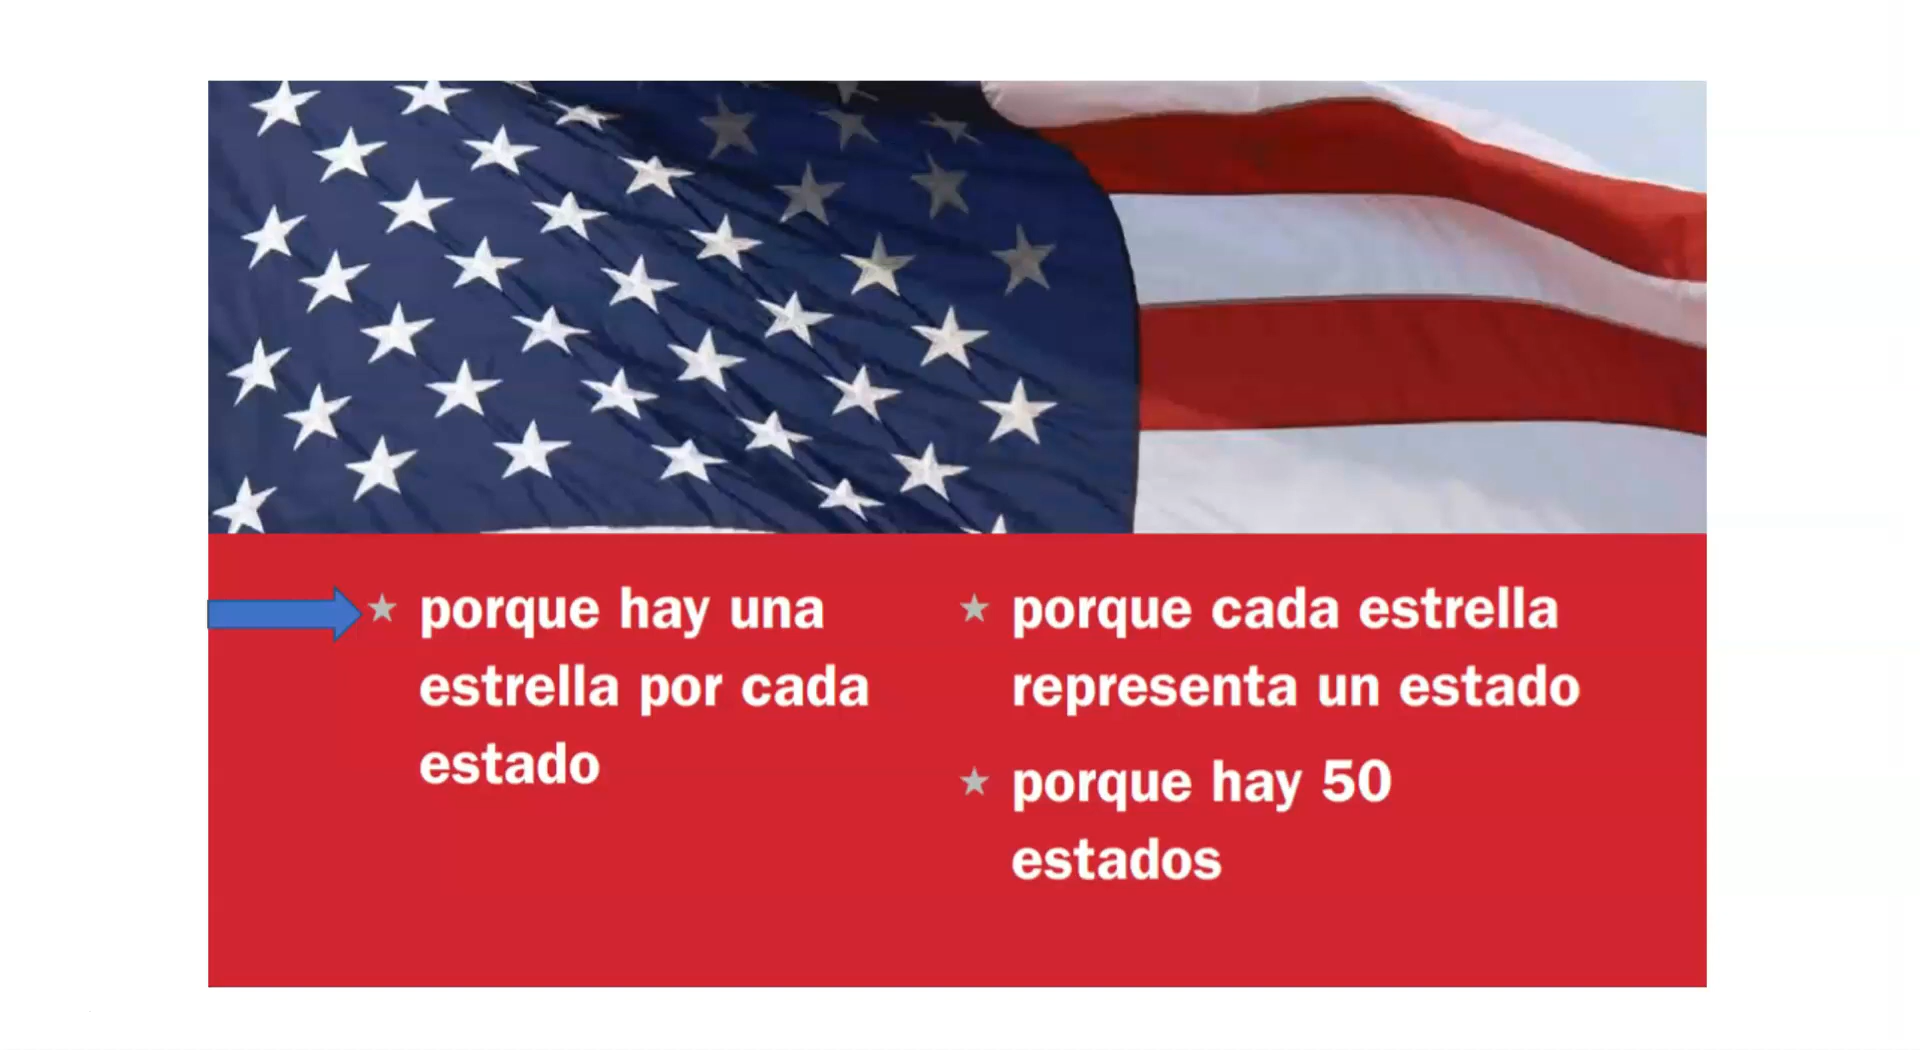 porque hay una
estrella por cada
estado
porque cada estrella
representa un estado
porque hay 50
estados